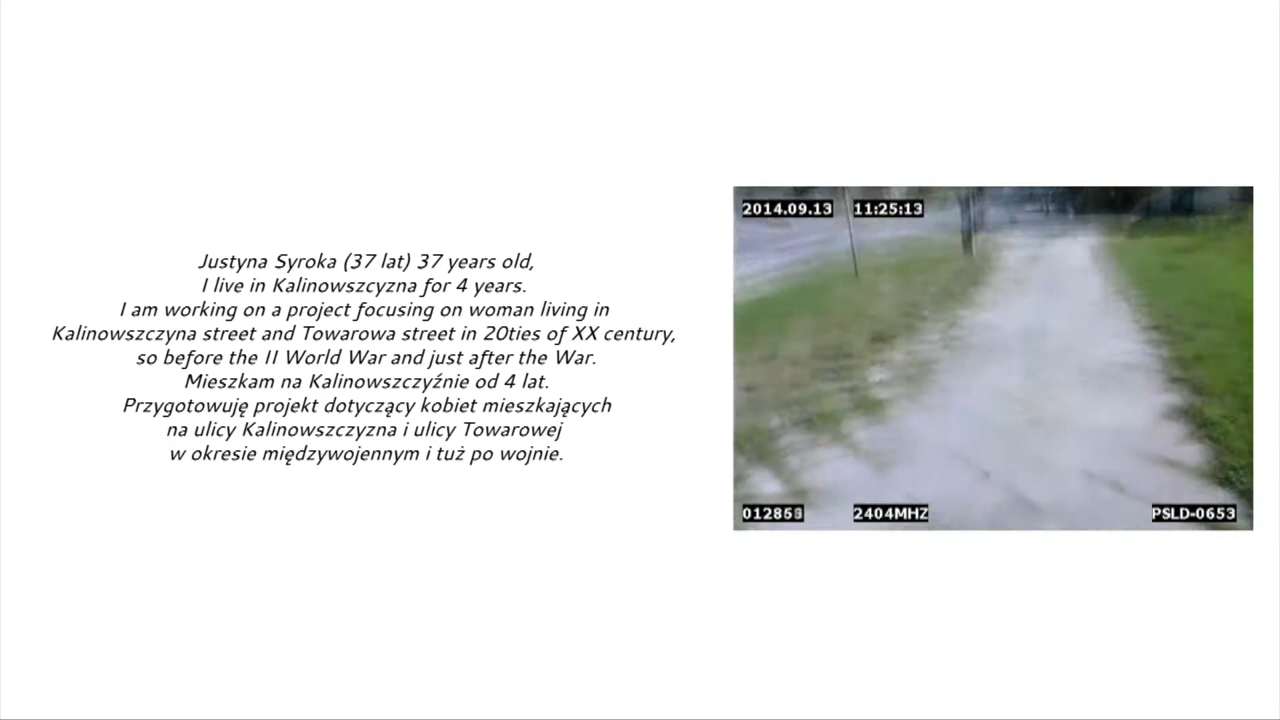 Justyna Syroka (37 lat) 37 years old,
I live in Kalinowszcyzna for 4 years.
I am working on a project focusing on woman living in
Kalinowszczyna street and Towarowa street in 20ties of XX century,
so before the II World War and just after the War.
Mieszkam na Kalinowszczyźnie od 4 lat.
Przygotowuję projekt dotyczący kobiet mieszkających
na ulicy Kalinowszczyzna i ulicy Towarowej
w okresie międzywojennym i tuż po wojnie.
2014.09.13 11:25:13
2404MHZ PSLD-0653